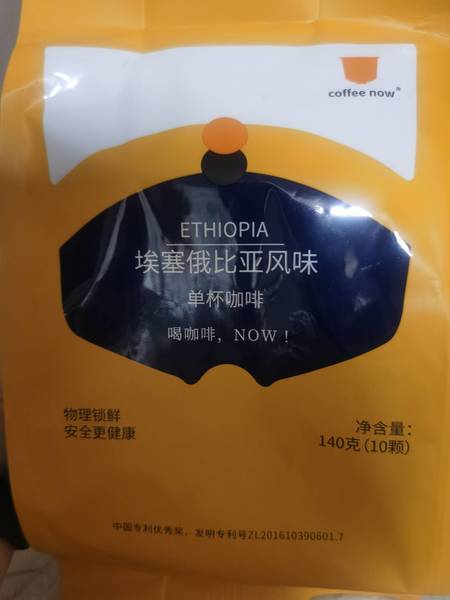 coffee now®
ETHIOPIA
埃塞俄比亚风味
单杯咖啡
喝咖啡，NOW！
物理锁鲜
安全更健康
净含量：
140克(10颗)
中国专利优秀奖，发明专利号ZL201610390601.7